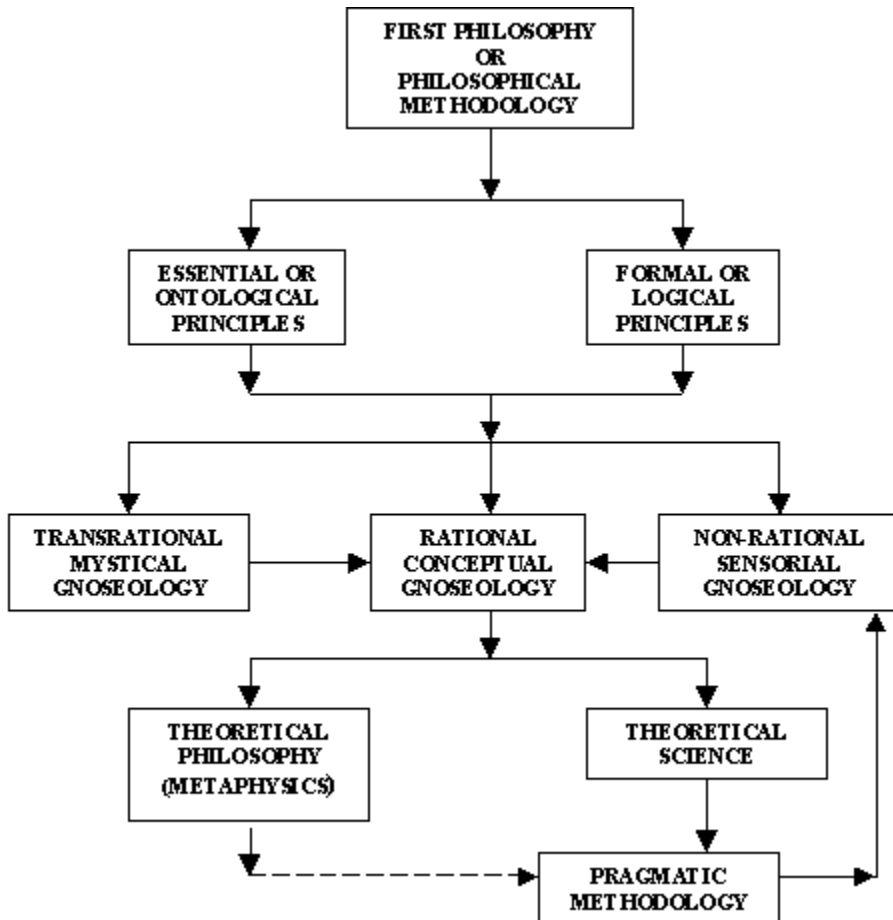 FIRST PHILOSOPHY
OR
PHILOSOPHICAL
METHODOLOGY
ESSENTIAL OR
ONTOLOGICAL
PRINCIPLES
FORMAL OR
LOGICAL
PRINCIPLES
TRANSRATIONAL
MYSTICAL
GNOSEOLOGY
RATIONAL
CONCEPTUAL
GNOSEOLOGY
NON-RATIONAL
SENSORIAL
GNOSEOLOGY
THEORETICAL
PHILOSOPHY
(METAPHYSICS)
THEORETICAL
SCIENCE
PRAGMATIC
METHODOLOGY